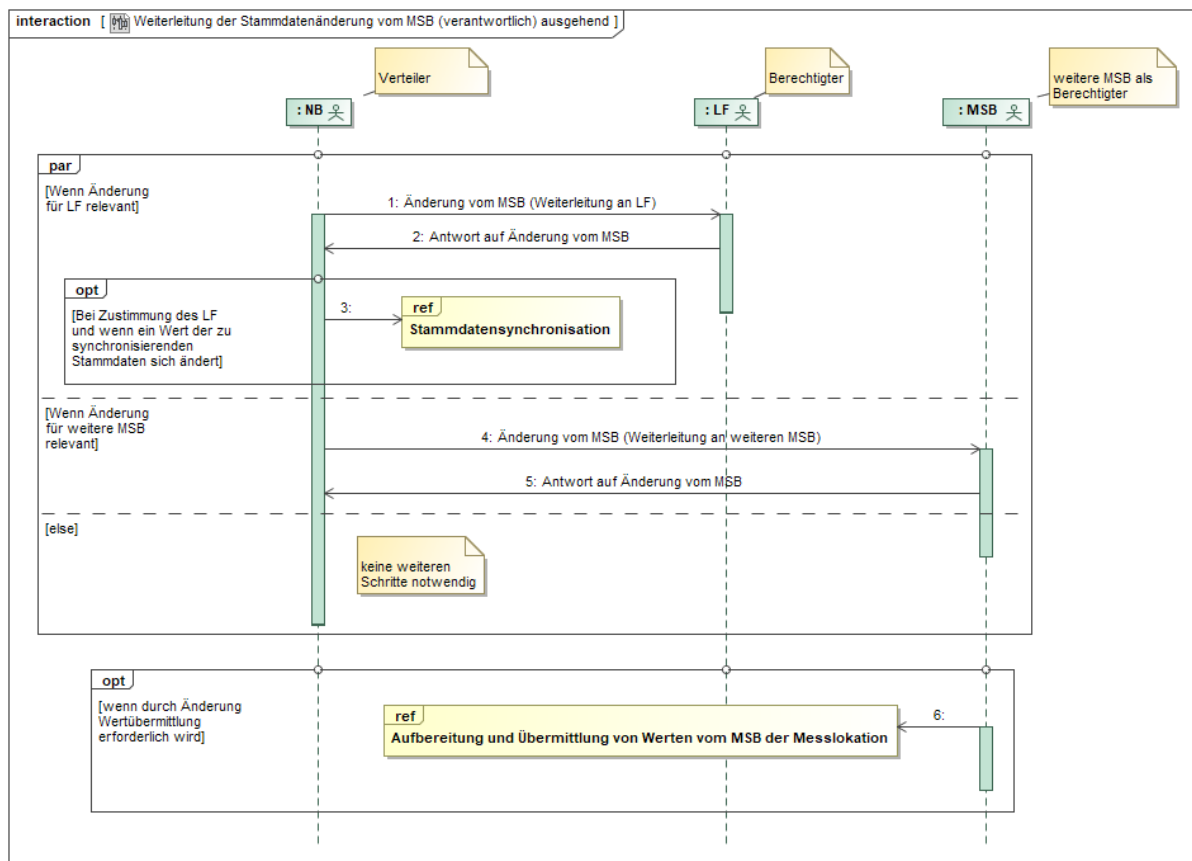 interaction [ Weiterleitung der Stammdatenänderung vom MSB (verantwortlich) ausgehend ]
Verteiler
Berechtigter
weitere MSB als
Berechtigter
: NB
: LF
: MSB
par
[Wenn Änderung
für LF relevant]
1: Änderung vom MSB (Weiterleitung an LF)
2: Antwort auf Änderung vom MSB
opt
[Bei Zustimmung des LF
und wenn ein Wert der zu
synchronisierenden
Stammdaten sich ändert]
3:
ref
Stammdatensynchronisation
[Wenn Änderung
für weitere MSB
relevant]
4: Änderung vom MSB (Weiterleitung an weiteren MSB)
5: Antwort auf Änderung vom MSB
[else]
keine weiteren
Schritte notwendig
opt
[wenn durch Änderung
Wertübermittlung
erforderlich wird]
ref
Aufbereitung und Übermittlung von Werten vom MSB der Messlokation
6: